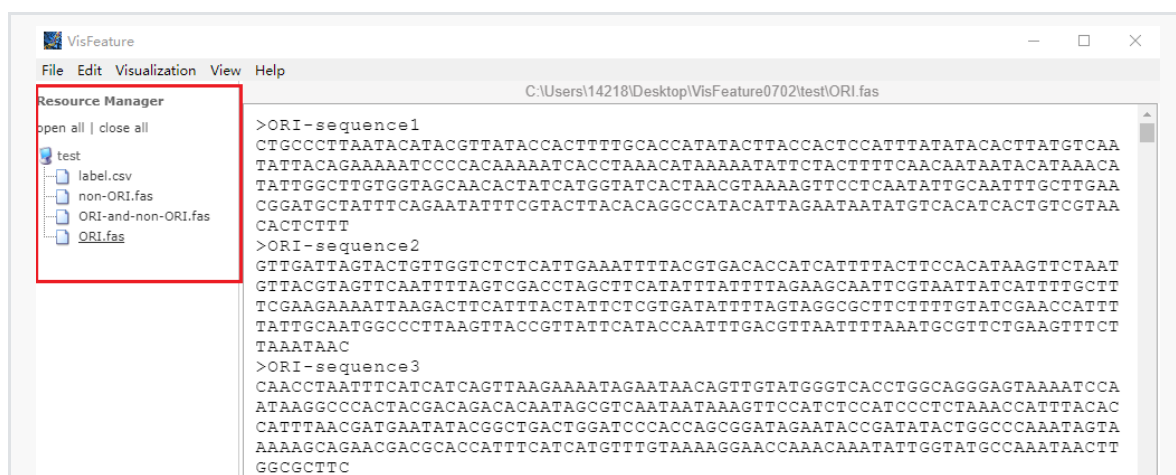 VisFeature
File Edit Visualization View Help
Resource Manager
C:\Users\14218\Desktop\VisFeature0702\test\ORI.fas
open all | close all
test
label.csv
non-ORI.fas
ORI-and-non-ORI.fas
ORI.fas
>ORI-sequence1
CTGCCCTTAATACATACGTTATACCACTTTTGCACCATATACTTACCACTCCATTTATATACACTTATGTCAA
TATTACAGAAAAATCCCCACAAAAATCACCTAAACATAAAAATATTCTACTTTTCAACAATAATACATAAACA
TATTGGCTTGTGGTAGCAACACTATCATGGTATCACTAACGTAAAAGTTCCTCAATATTGCAATTTGCTTGAA
CGGATGCTATTTCAGAATATTTCGTACTTACACAGGCCATACATTAGAATAATATGTCACATCACTGTCGTAA
CACTCTTT
>ORI-sequence2
GTTGATTAGTACTGTTGGTCTCTCATTGAAATTTTACGTGACACCATCATTTTACTTCCACATAAGTTCTAAT
GTTACGTAGTTCAATTTTAGTCGACCTAGCTTCATATTTATTTTAGAAGCAATTCGTAATTATCATTTTGCTT
TCGAAGAAAATTAAGACTTCATTTACTATTCTCGTGATATTTTAGTAGGCGCTTCTTTTGTATCGAACCATTT
TATTGCAATGGCCCTTAAGTTACCGTTATTCATACCAATTTGACGTTAATTTTAAATGCGTTCTGAAGTTTCT
TAAATAAC
>ORI-sequence3
CAACCTAATTTCATCATCAGTTAAGAAAATAGAATAACAGTTGTATGGGTCACCTGGCAGGGAGTAAAATCCA
ATAAGGCCCACTACGACAGACACAATAGCGTCAATAATAAAGTTCCATCTCCATCCCTCTAAACCATTTACAC
CATTTAACGATGAATATACGGCTGACTGGATCCCACCAGCGGATAGAATACCGATATACTGGCCCAAATAGTA
AAAAGCAGAACGACGCACCATTTCATCATGTTTGTAAAAGGAACCAAACAAATATTGGTATGCCAAATAACTT
GGCGCTTC